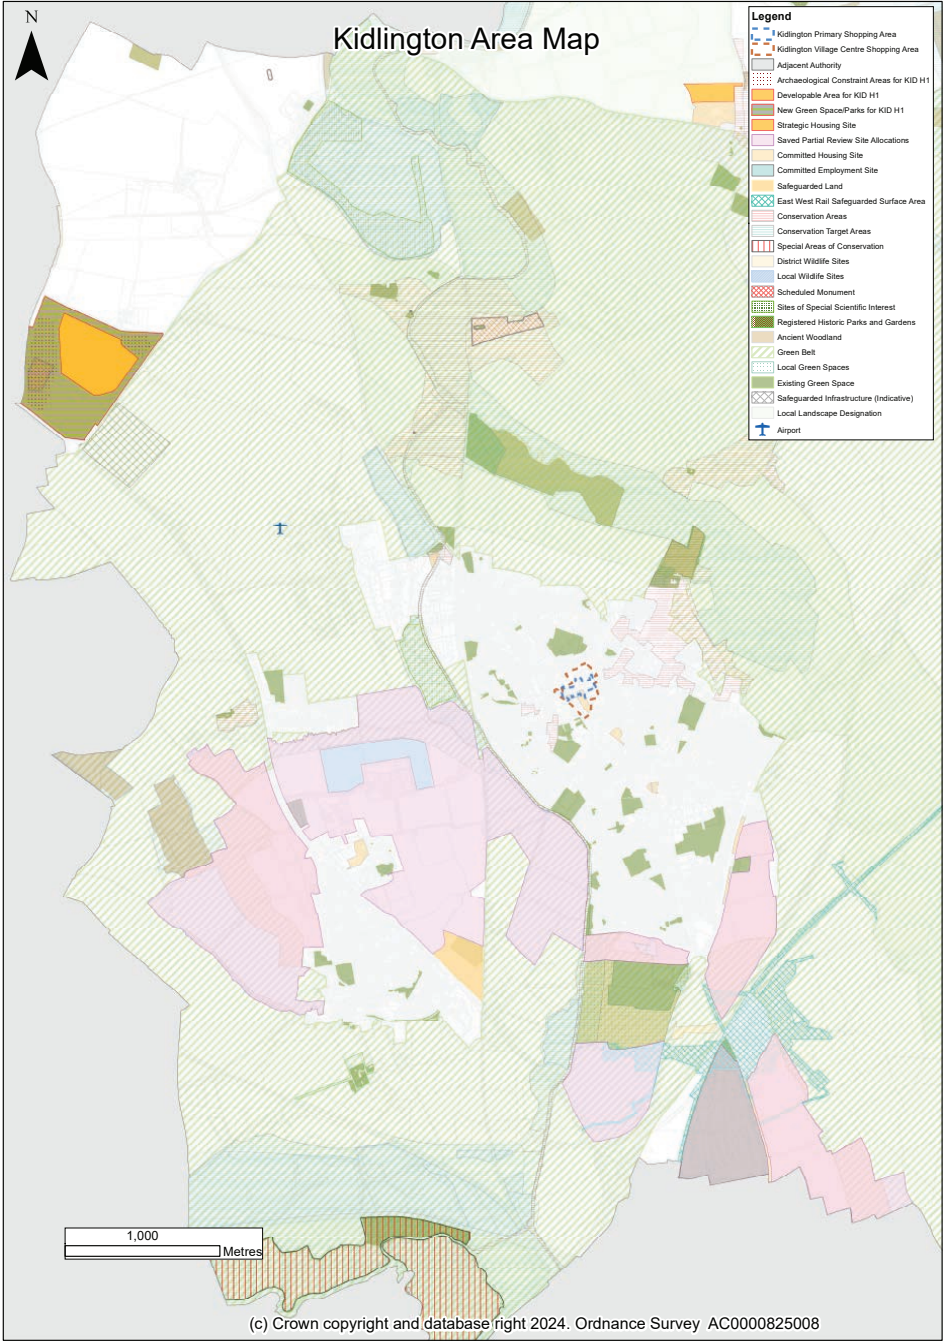 N
Kidlington Area Map
Legend
Kidlington Primary Shopping Area
Kidlington Village Centre Shopping Area
Adjacent Authority
Archaeological Constraint Areas for KID H1
Developable Area for KID H1
New Green Space/Parks for KID H1
Strategic Housing Site
Saved Partial Review Site Allocations
Committed Housing Site
Committed Employment Site
Safeguarded Land
East West Rail Safeguarded Surface Area
Conservation Areas
Conservation Target Areas
Special Areas of Conservation
District Wildlife Sites
Local Wildlife Sites
Scheduled Monument
Sites of Special Scientific Interest
Registered Historic Parks and Gardens
Ancient Woodland
Green Belt
Local Green Spaces
Existing Green Space
Safeguarded Infrastructure (Indicative)
Local Landscape Designation
Airport
1,000
Metres
(c) Crown copyright and database right 2024. Ordnance Survey AC0000825008